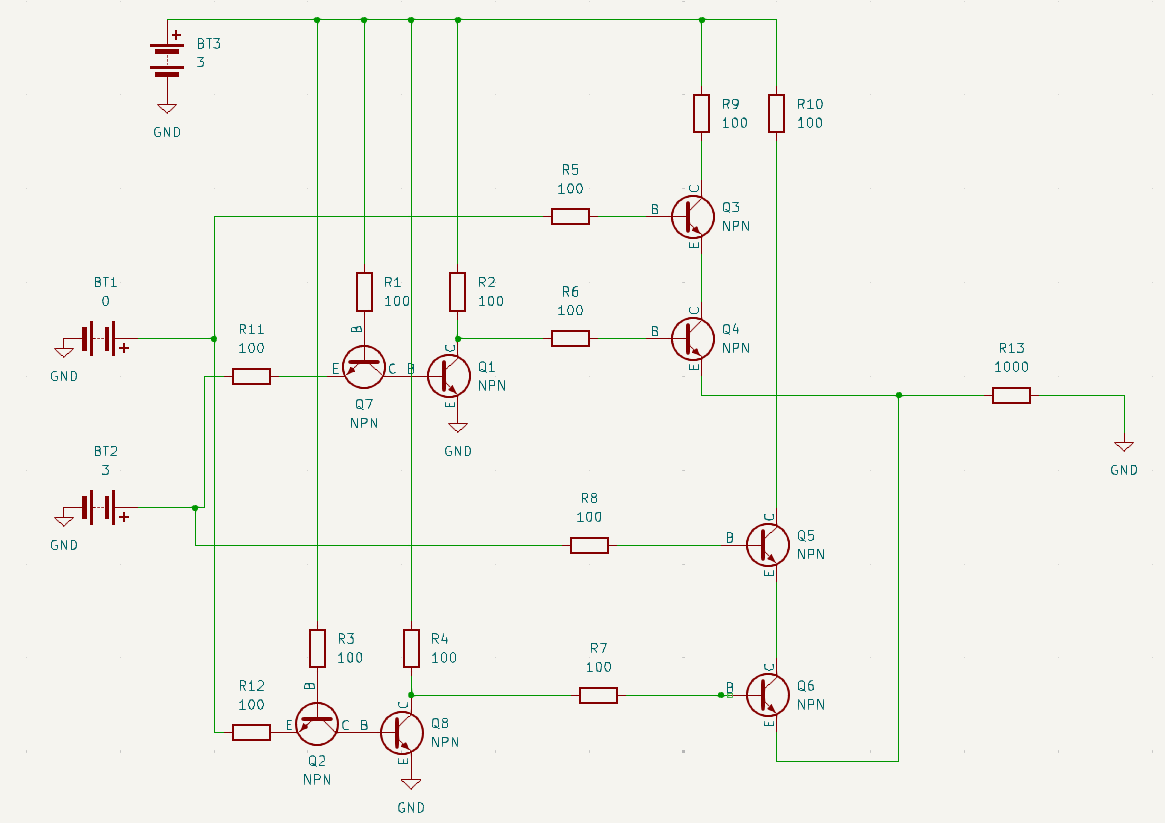 +
BT3
3
GND
R9
100
R10
100
R5
100
C
B
Q3
NPN
E
BT1
0
+
GND
R1
100
R2
100
R6
100
C
B
Q4
NPN
E
R11
100
B
E
C
B
C
Q1
NPN
E
Q7
NPN
GND
R13
1000
GND
BT2
3
+
GND
R8
100
C
B
Q5
NPN
E
R3
100
R4
100
R7
100
C
B
B
Q6
NPN
E
R12
100
B
E
C
B
C
Q8
NPN
E
Q2
NPN
GND